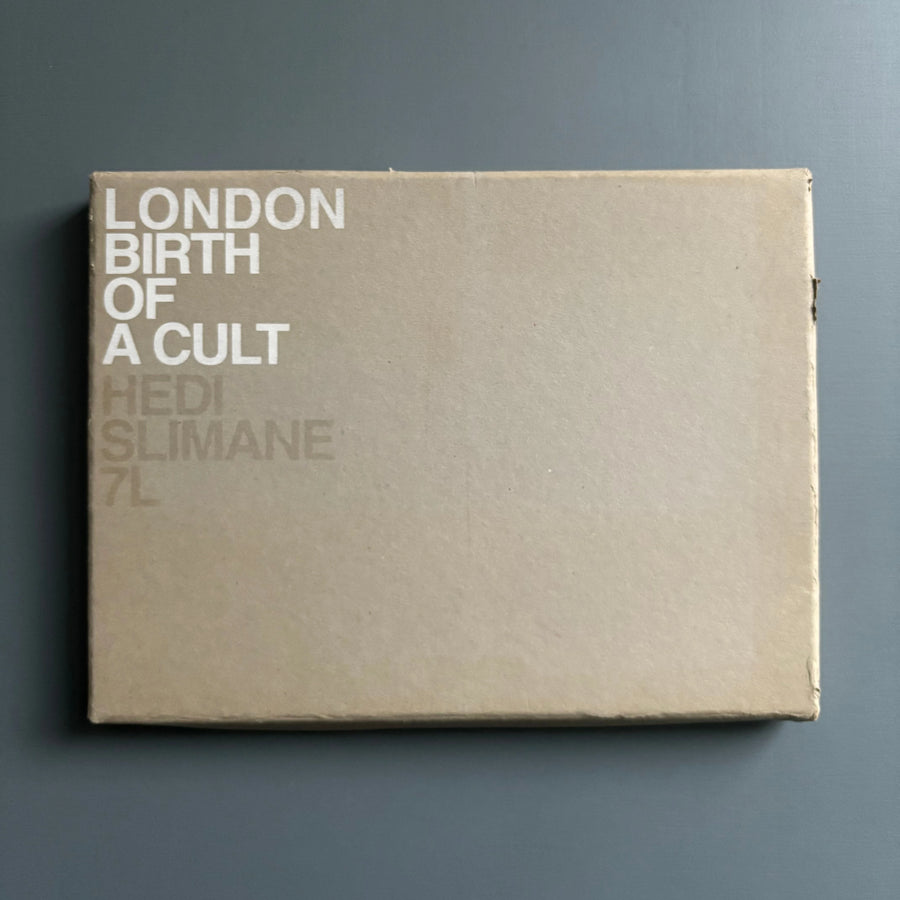 LONDON
BIRTH
OF
A CULT
HEDI
SLIMANE
7L